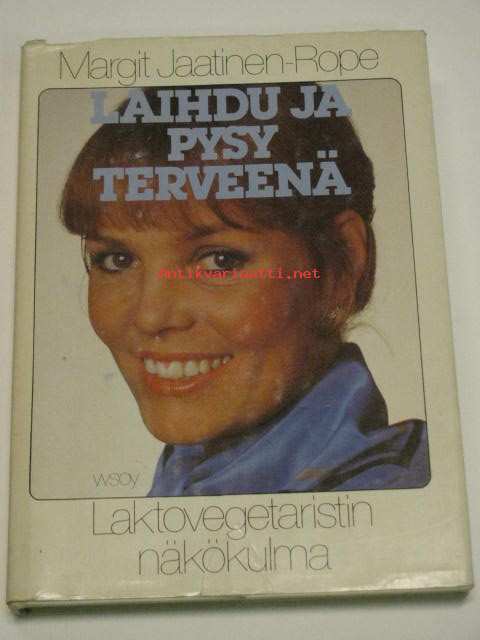 Margit Jaatinen-Rope
LAIHDU JA
PYSY
TERVEENÄ
Antikvariaatti.net
wsoy
Laktovegetaristin
näkökulma